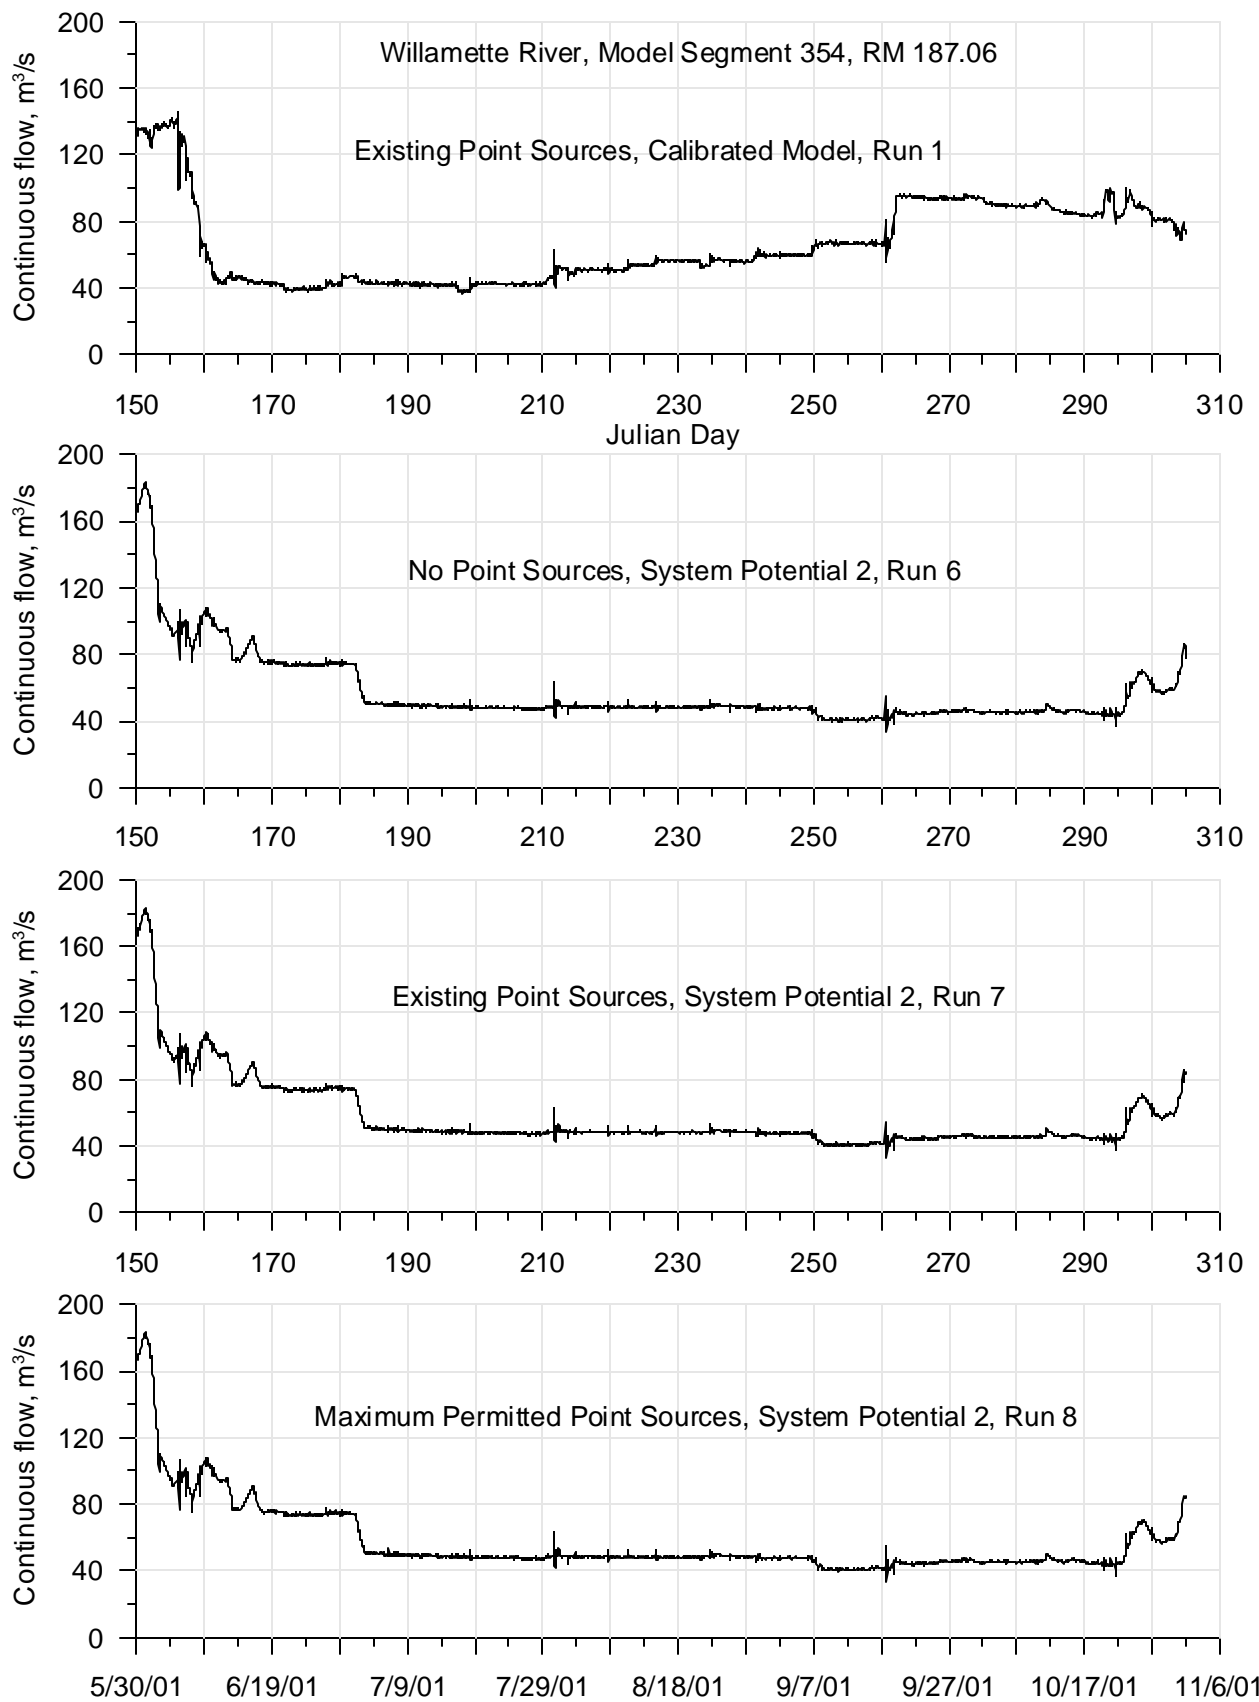 Willamette River, Model Segment 354, RM 187.06
Existing Point Sources, Calibrated Model, Run 1
Continuous flow, m³/s
200
160
120
80
40
0
150 170 190 210 230 250 270 290 310
Julian Day
No Point Sources, System Potential 2, Run 6
Continuous flow, m³/s
200
160
120
80
40
0
150 170 190 210 230 250 270 290 310
Existing Point Sources, System Potential 2, Run 7
Continuous flow, m³/s
200
160
120
80
40
0
150 170 190 210 230 250 270 290 310
Maximum Permitted Point Sources, System Potential 2, Run 8
Continuous flow, m³/s
200
160
120
80
40
0
5/30/01 6/19/01 7/9/01 7/29/01 8/18/01 9/7/01 9/27/01 10/17/01 11/6/01